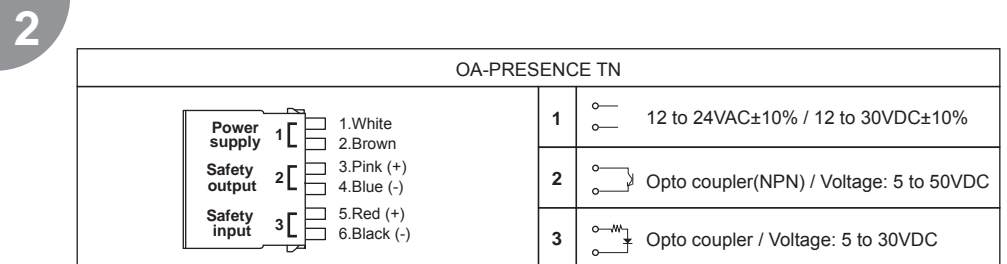 2
OA-PRESENCE TN
Power supply 1
1.White
2.Brown
Safety output 2
3.Pink (+)
4.Blue (-)
Safety input 3
5.Red (+)
6.Black (-)
1 12 to 24VAC±10% / 12 to 30VDC±10%
2 Opto coupler(NPN) / Voltage: 5 to 50VDC
3 Opto coupler / Voltage: 5 to 30VDC